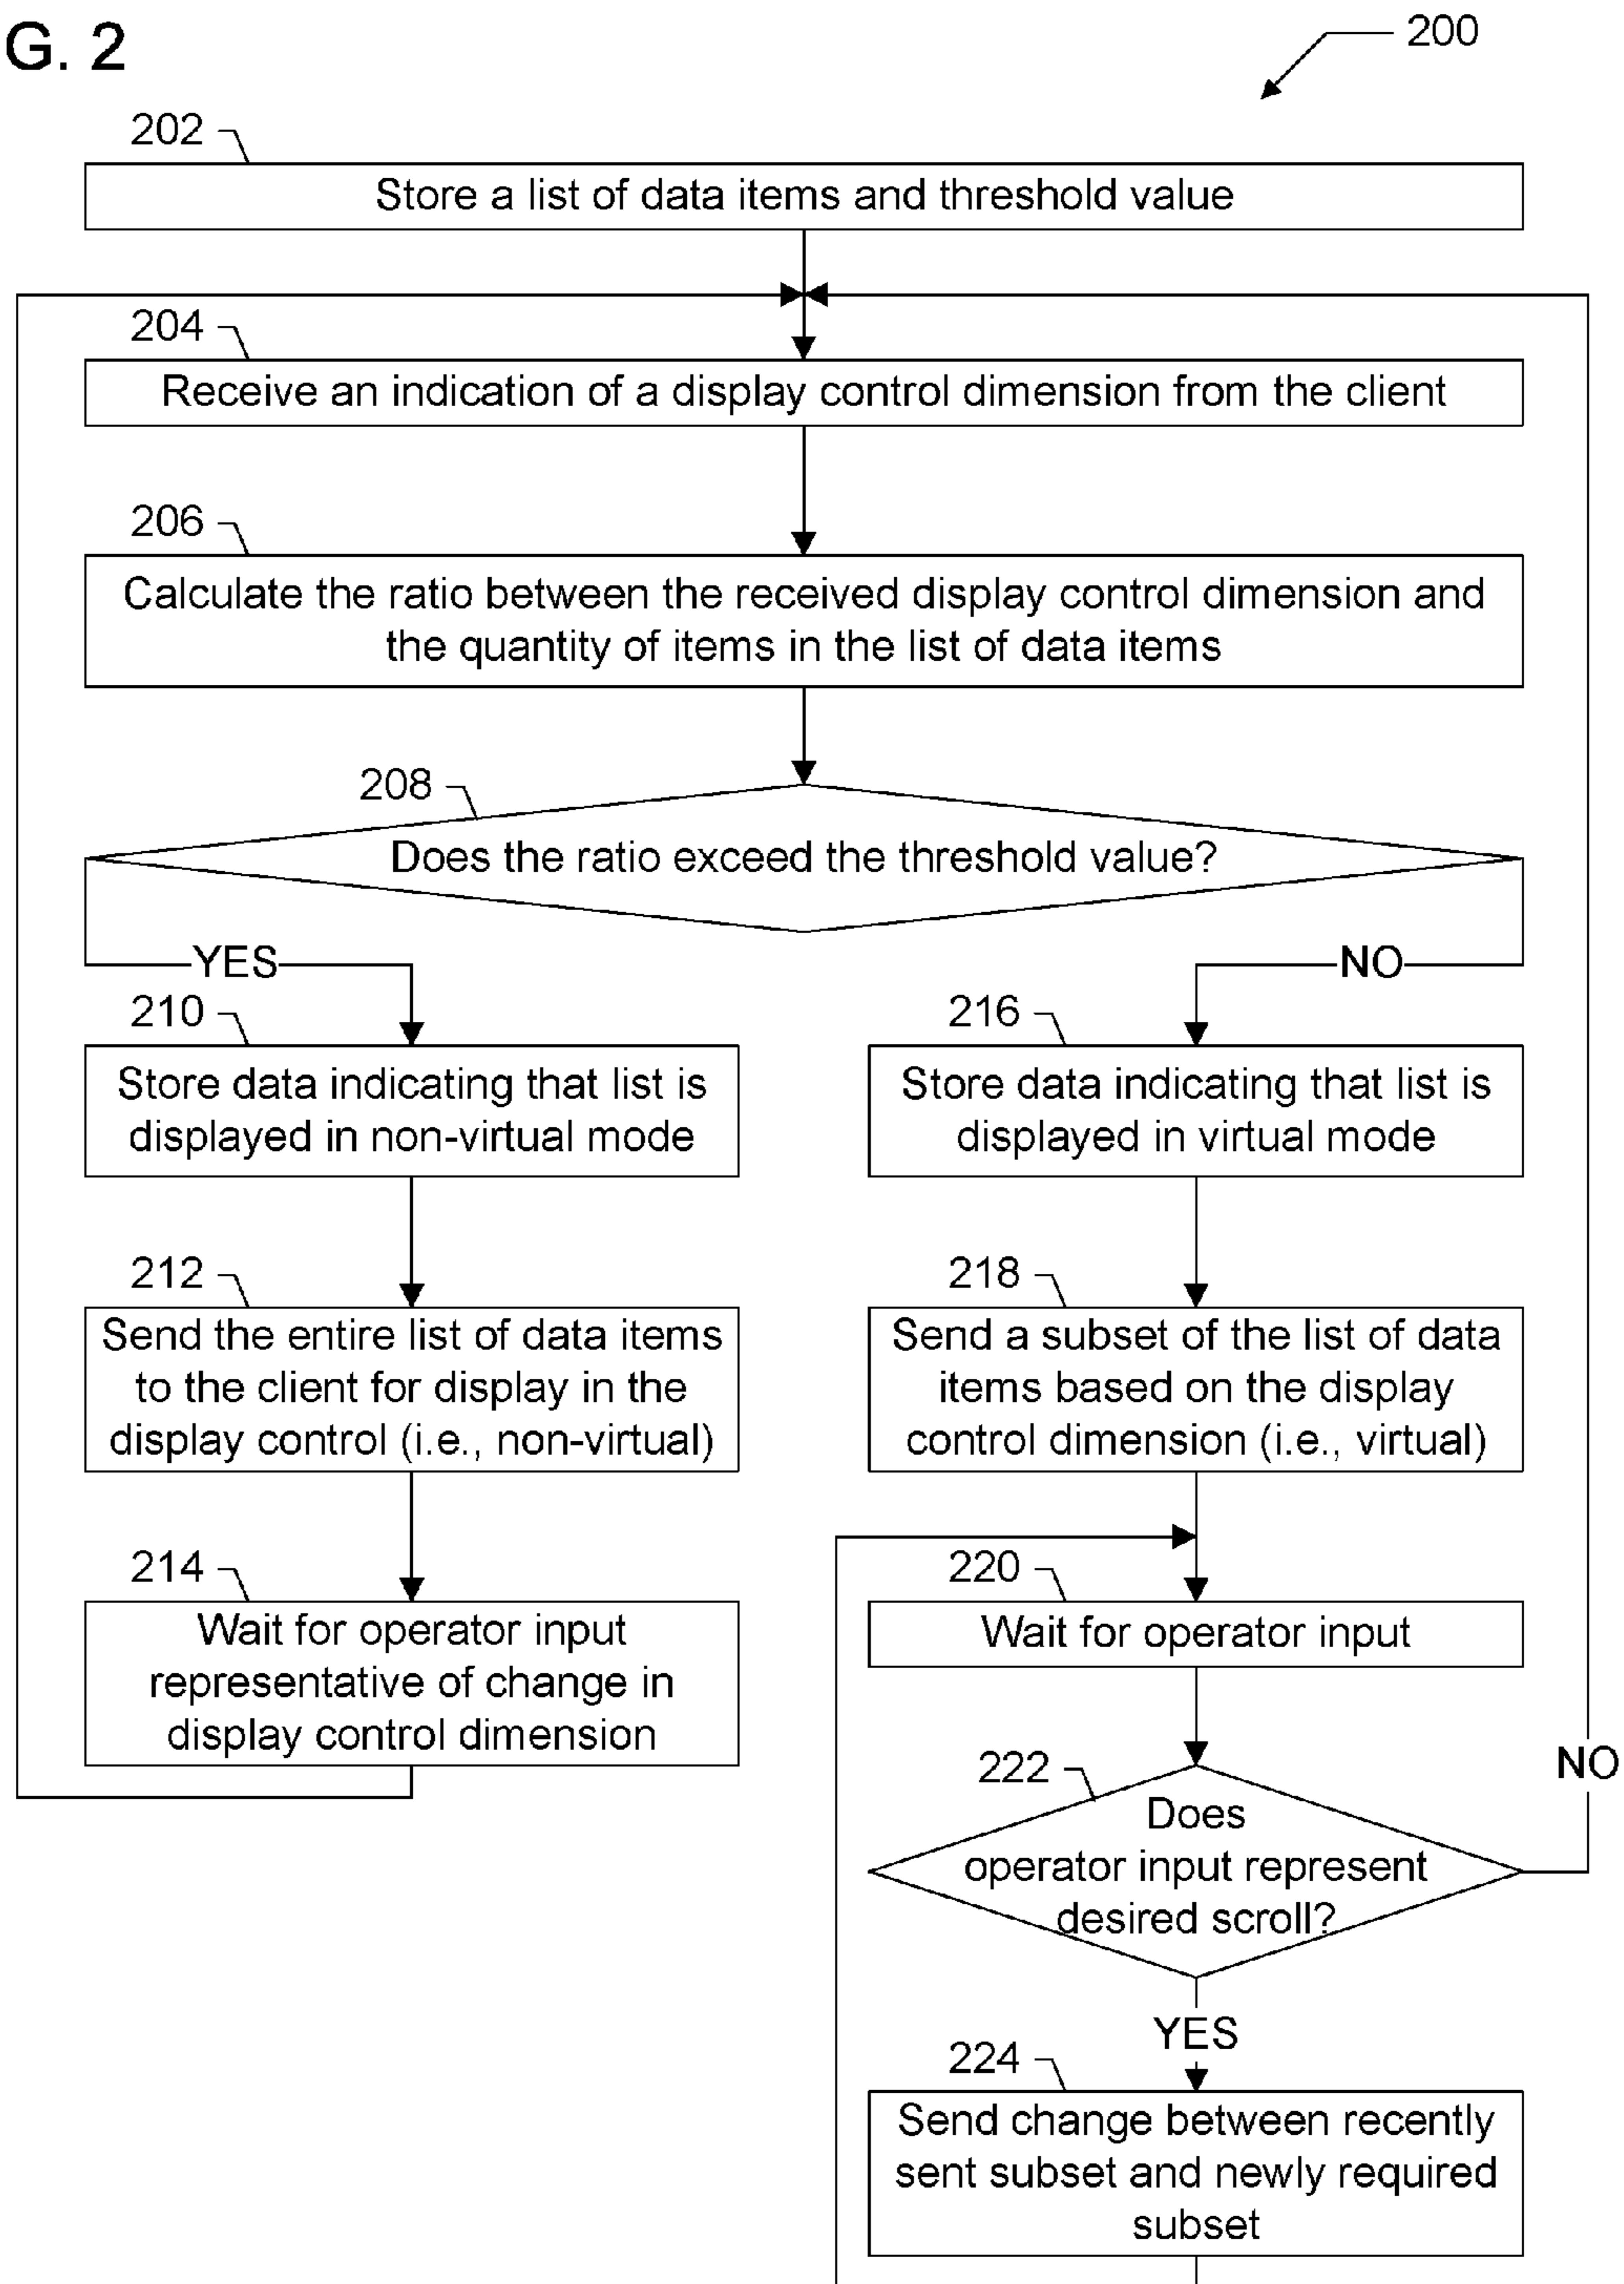 G. 2
200
202
Store a list of data items and threshold value
204
Receive an indication of a display control dimension from the client
206
Calculate the ratio between the received display control dimension and
the quantity of items in the list of data items
208
Does the ratio exceed the threshold value?
YES
NO
210
Store data indicating that list is
displayed in non-virtual mode
216
Store data indicating that list is
displayed in virtual mode
212
Send the entire list of data items
to the client for display in the
display control (i.e., non-virtual)
218
Send a subset of the list of data
items based on the display
control dimension (i.e., virtual)
214
Wait for operator input
representative of change in
display control dimension
220
Wait for operator input
222
Does
operator input represent
desired scroll?
NO
YES
224
Send change between recently
sent subset and newly required
subset